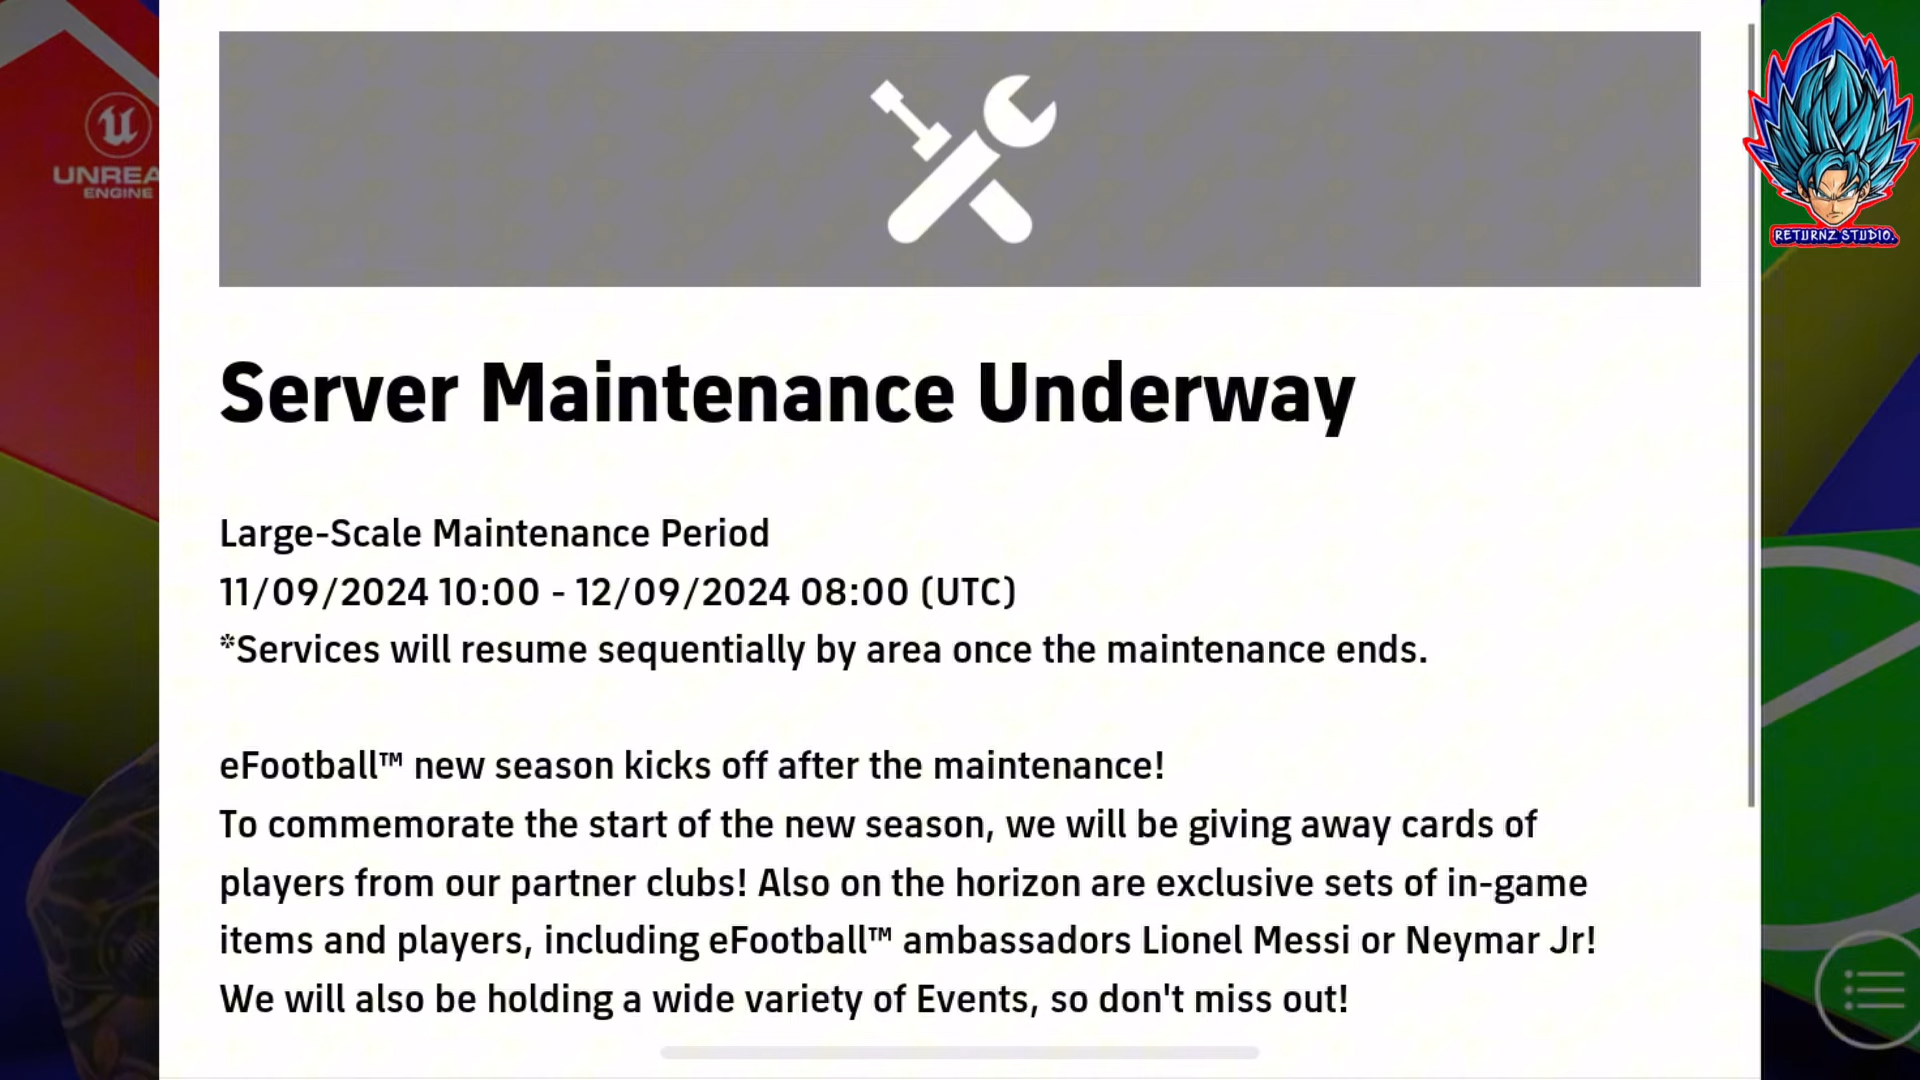 UNREA
ENGINE
RETURNZ STUDIO.
Server Maintenance Underway
Large-Scale Maintenance Period
11/09/2024 10:00 - 12/09/2024 08:00 (UTC)
*Services will resume sequentially by area once the maintenance ends.
eFootball™ new season kicks off after the maintenance!
To commemorate the start of the new season, we will be giving away cards of
players from our partner clubs! Also on the horizon are exclusive sets of in-game
items and players, including eFootball™ ambassadors Lionel Messi or Neymar Jr!
We will also be holding a wide variety of Events, so don't miss out!